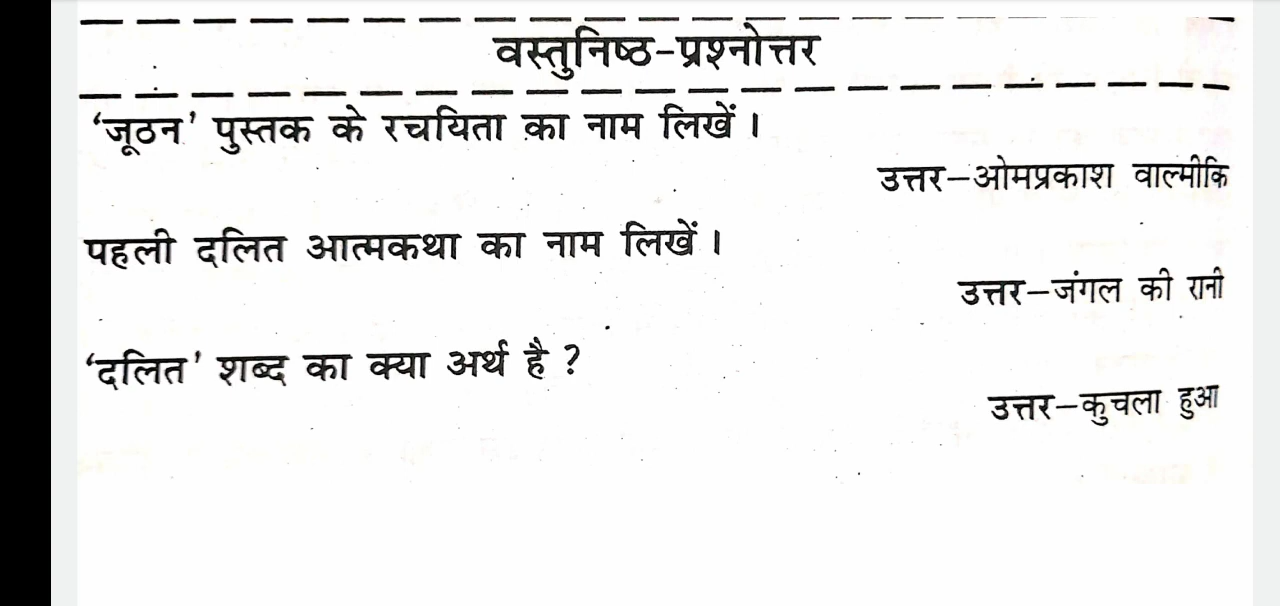 वस्तुनिष्ठ-प्रश्नोत्तर
‘जूठन’ पुस्तक के रचयिता का नाम लिखें।
उत्तर–ओमप्रकाश वाल्मीकि
पहली दलित आत्मकथा का नाम लिखें।
उत्तर–जंगल की रानी
‘दलित’ शब्द का क्या अर्थ है ?
उत्तर–कुचला हुआ